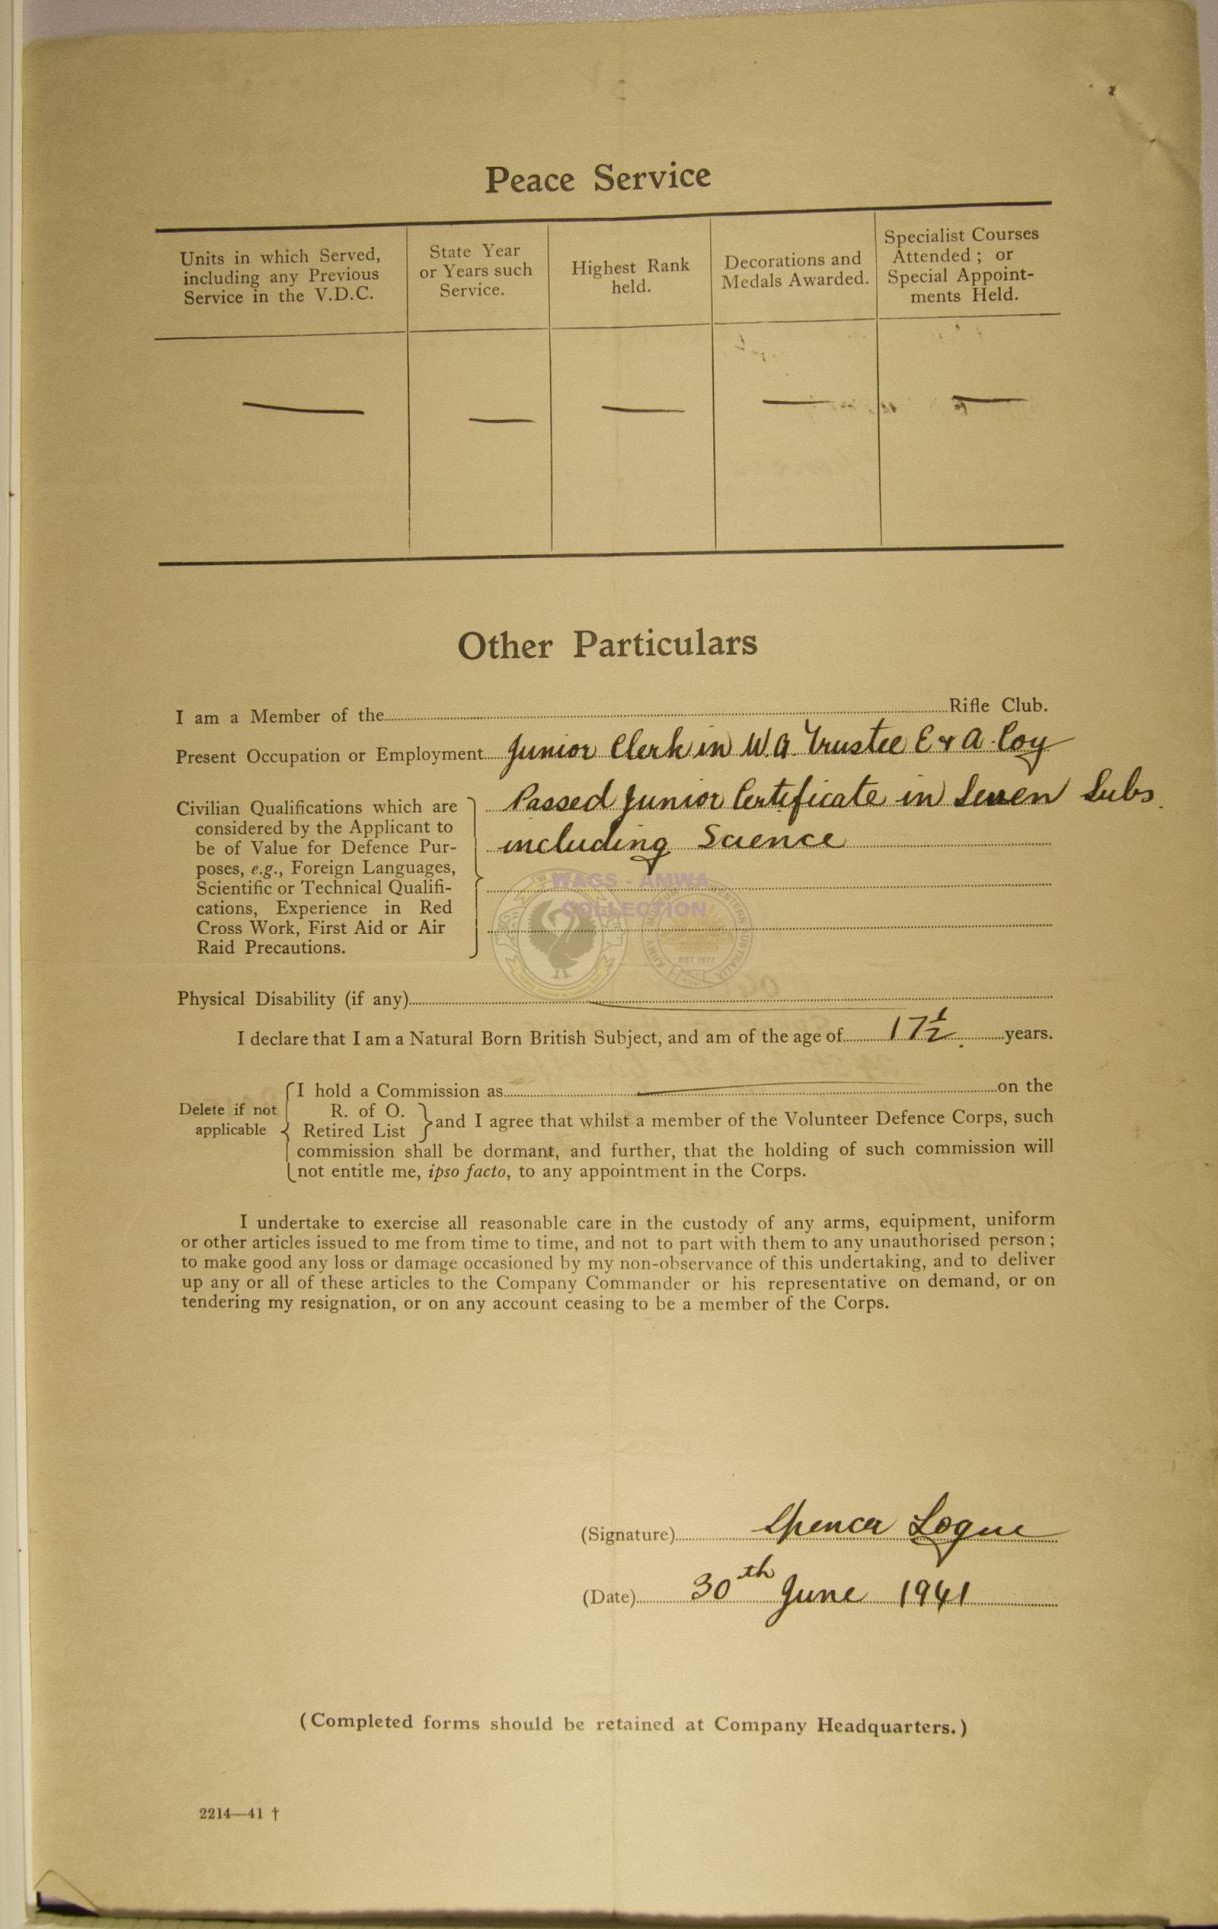 Peace Service
Units in which Served,
including any Previous
Service in the V.D.C.
State Year
or Years such
Service.
Highest Rank
held.
Decorations and
Medals Awarded.
Specialist Courses
Attended ; or
Special Appoint-
ments Held.
Other Particulars
I am a Member of the Rifle Club.
Present Occupation or Employment Junior Clerk in W.A. Trustee E & A. Coy
Civilian Qualifications which are
considered by the Applicant to
be of Value for Defence Pur-
poses, e.g., Foreign Languages,
Scientific or Technical Qualifi-
cations, Experience in Red
Cross Work, First Aid or Air
Raid Precautions.
Passed Junior Certificate in Seven Subs.
including Science
WAGS - AMWA
COLLECTION
Physical Disability (if any)
I declare that I am a Natural Born British Subject, and am of the age of 17½ years.
Delete if not
applicable
I hold a Commission as on the
R. of O.
Retired List
and I agree that whilst a member of the Volunteer Defence Corps, such
commission shall be dormant, and further, that the holding of such commission will
not entitle me, ipso facto, to any appointment in the Corps.
I undertake to exercise all reasonable care in the custody of any arms, equipment, uniform
or other articles issued to me from time to time, and not to part with them to any unauthorised person ;
to make good any loss or damage occasioned by my non-observance of this undertaking, and to deliver
up any or all of these articles to the Company Commander or his representative on demand, or on
tendering my resignation, or on any account ceasing to be a member of the Corps.
(Signature) Spencer Logue
(Date) 30th June 1941
(Completed forms should be retained at Company Headquarters.)
2214—41 †